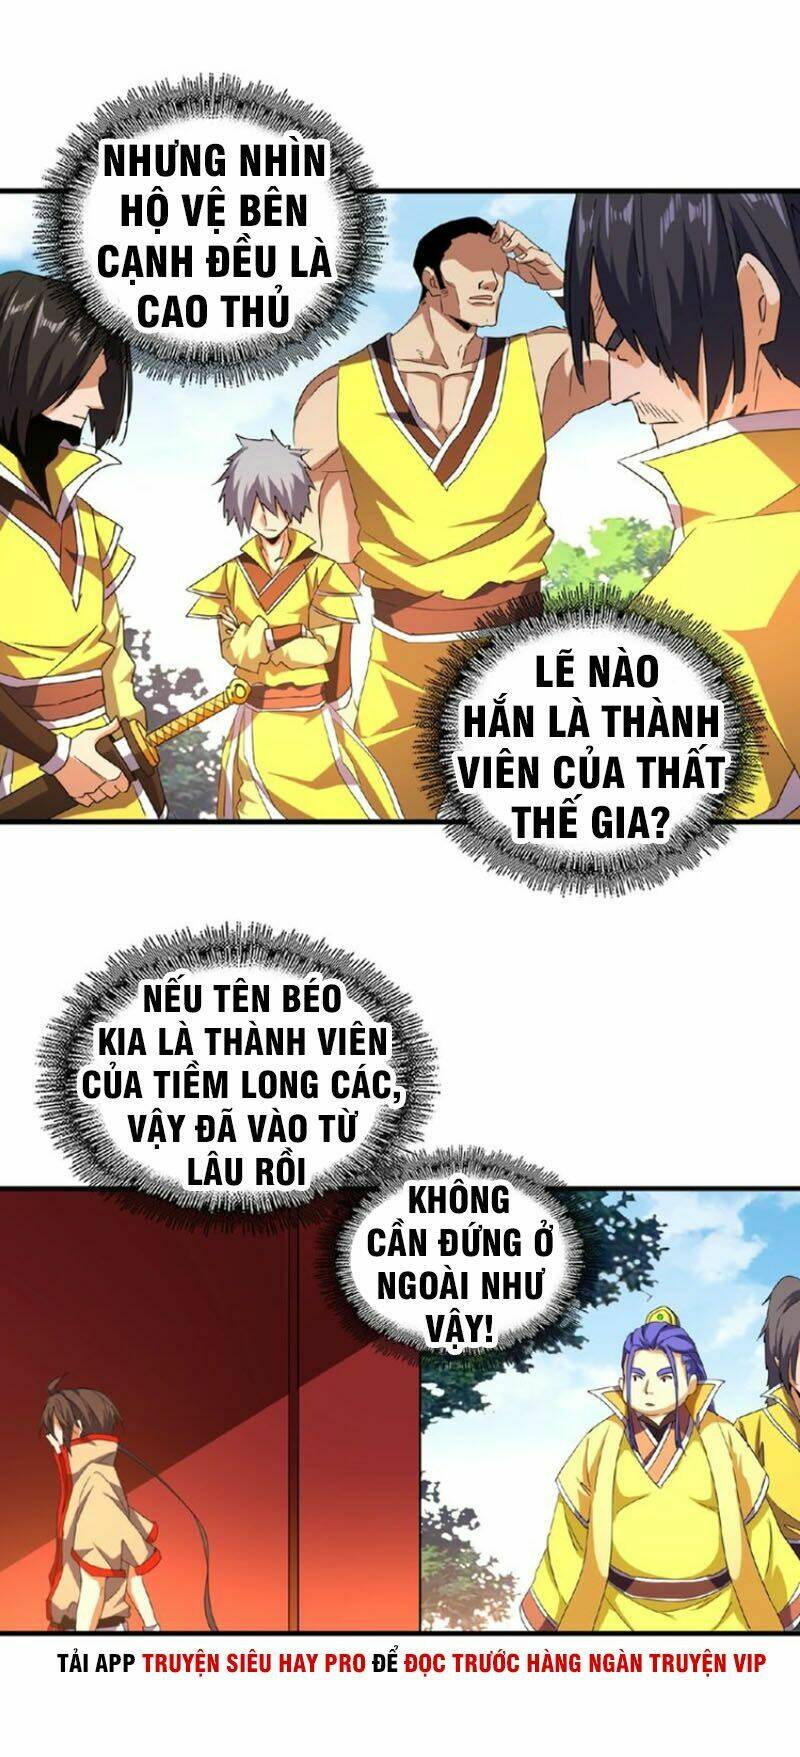 NHƯNG NHÌN
HỘ VỆ BÊN
CẠNH ĐỀU LÀ
CAO THỦ
LẼ NÀO
HẮN LÀ THÀNH
VIÊN CỦA THẤT
THẾ GIA?
NẾU TÊN BÉO
KIA LÀ THÀNH VIÊN
CỦA TIỀM LONG CÁC,
VẬY ĐÃ VÀO TỪ
LÂU RỒI
KHÔNG
CẦN ĐỨNG Ở
NGOÀI NHƯ
VẬY!
TẢI APP TRUYỆN SIÊU HAY PRO ĐỂ ĐỌC TRƯỚC HÀNG NGÀN TRUYỆN VIP